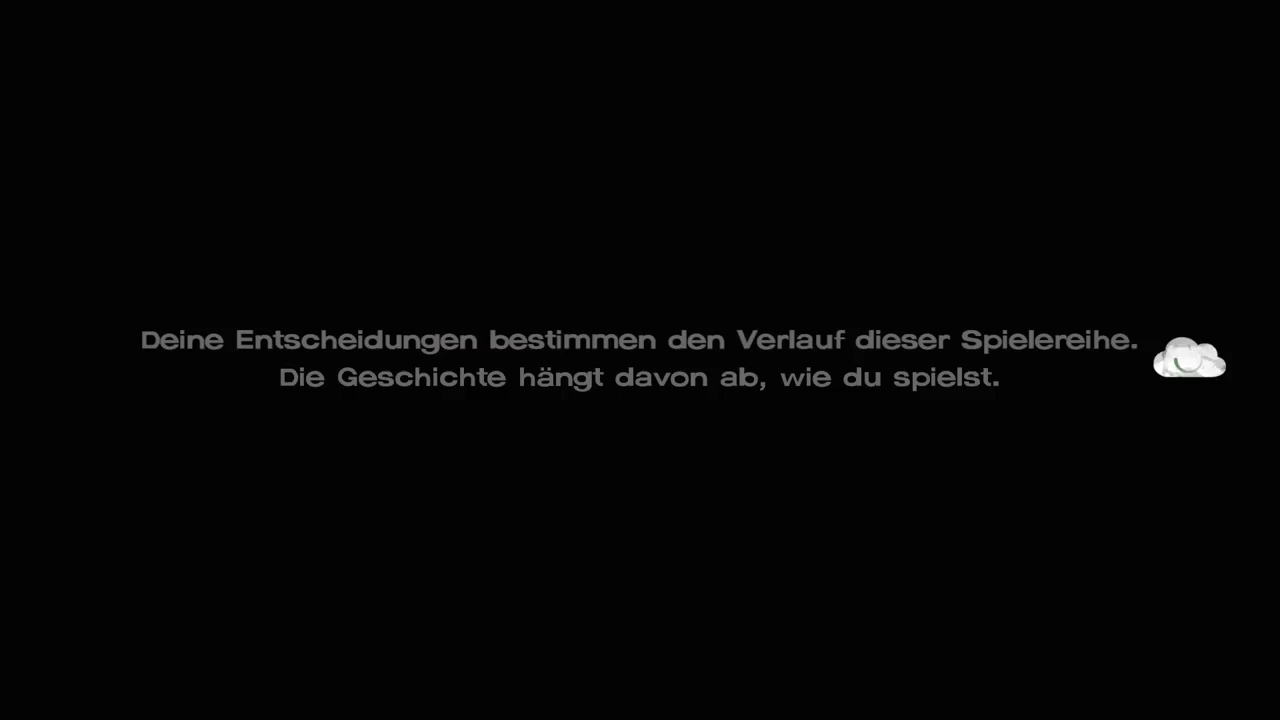 Deine Entscheidungen bestimmen den Verlauf dieser Spielereihe.
Die Geschichte hängt davon ab, wie du spielst.